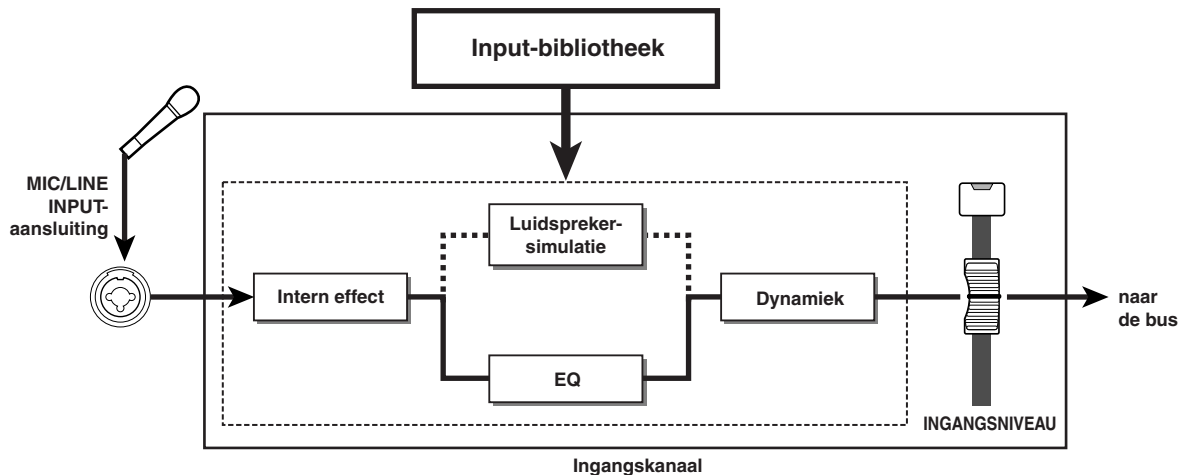 Input-bibliotheek
MIC/LINE
INPUT-
aansluiting
Luidspreker-
simulatie
Intern effect
Dynamiek
naar
de bus
EQ
INGANGSNIVEAU
Ingangskanaal